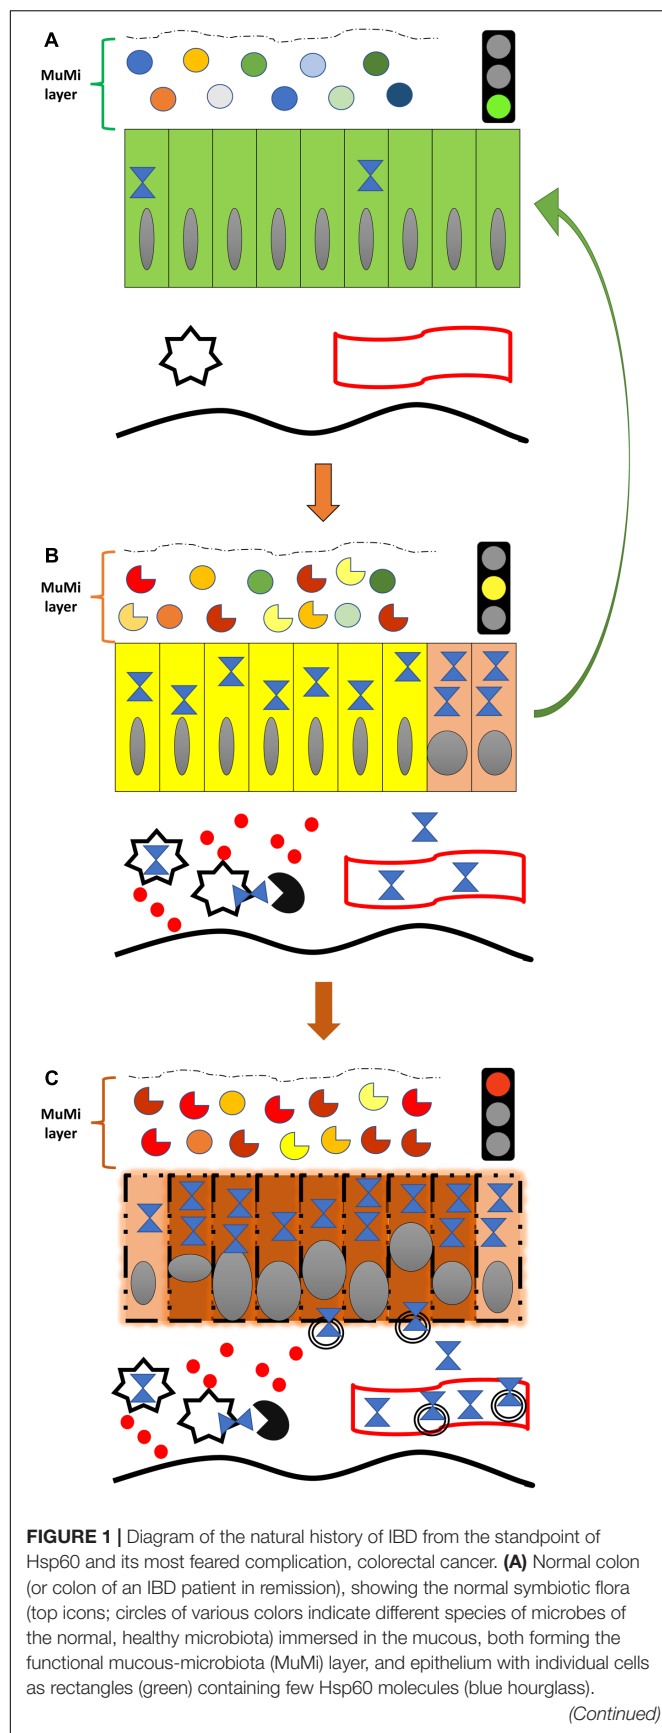 A
MuMi
layer
B
MuMi
layer
C
MuMi
layer
FIGURE 1 | Diagram of the natural history of IBD from the standpoint of
Hsp60 and its most feared complication, colorectal cancer. (A) Normal colon
(or colon of an IBD patient in remission), showing the normal symbiotic flora
(top icons; circles of various colors indicate different species of microbes of
the normal, healthy microbiota) immersed in the mucous, both forming the
functional mucous-microbiota (MuMi) layer, and epithelium with individual cells
as rectangles (green) containing few Hsp60 molecules (blue hourglass).
(Continued)